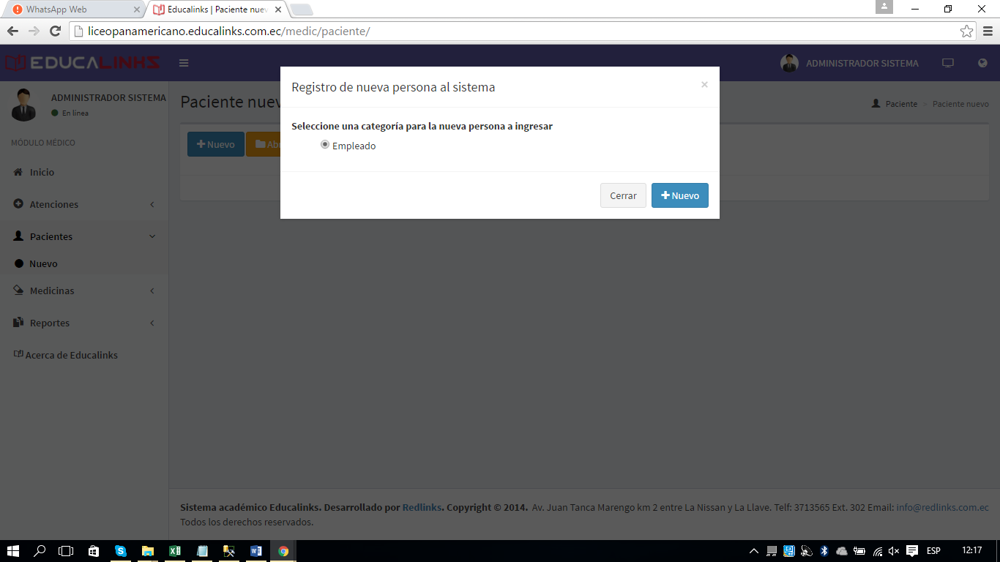 WhatsApp Web
Educalinks | Paciente nuev
liceopanamericano.educalinks.com.ec/medic/paciente/
EDUCALINKS
ADMINISTRADOR SISTEMA
ADMINISTRADOR SISTEMA
En linea
MÓDULO MÉDICO
Inicio
Atenciones
Pacientes
Nuevo
Medicinas
Reportes
Acerca de Educalinks
Paciente nuev
Paciente > Paciente nuevo
Nuevo
Ab
Registro de nueva persona al sistema
×
Seleccione una categoría para la nueva persona a ingresar
Empleado
Cerrar
Nuevo
Sistema académico Educalinks. Desarrollado por Redlinks. Copyright © 2014. Av. Juan Tanca Marengo km 2 entre La Nissan y La Llave. Telf: 3713565 Ext. 302 Email: info@redlinks.com.ec
Todos los derechos reservados.
ESP
12:17